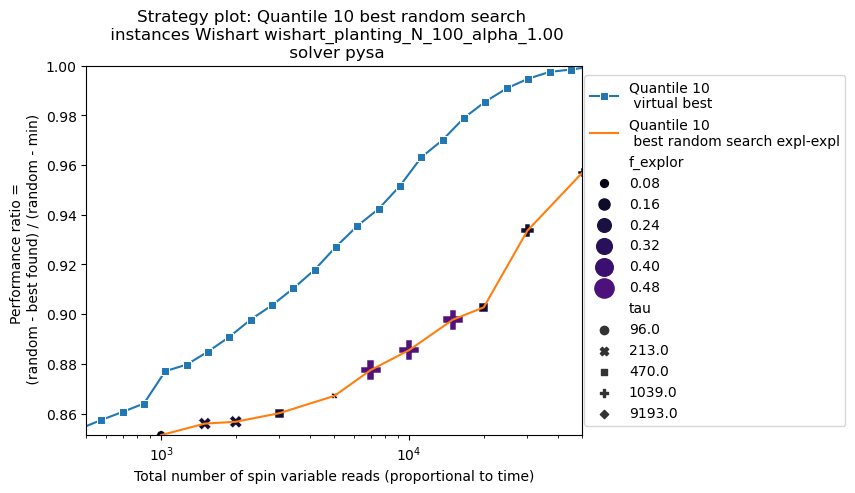 Strategy plot: Quantile 10 best random search
instances Wishart wishart_planting_N_100_alpha_1.00
solver pysa
Performance ratio =
(random - best found) / (random - min)
1.00
0.98
0.96
0.94
0.92
0.90
0.88
0.86
10³
10⁴
Total number of spin variable reads (proportional to time)
Quantile 10
virtual best
Quantile 10
best random search expl-expl
f_explor
0.08
0.16
0.24
0.32
0.40
0.48
tau
96.0
213.0
470.0
1039.0
9193.0